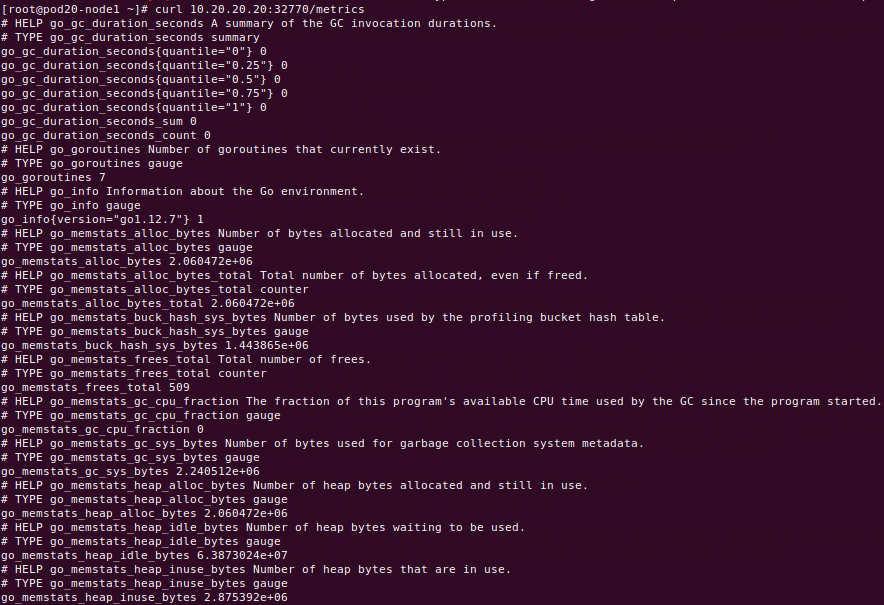 [root@pod20-node1 ~]# curl 10.20.20.20:32770/metrics
# HELP go_gc_duration_seconds A summary of the GC invocation durations.
# TYPE go_gc_duration_seconds summary
go_gc_duration_seconds{quantile="0"} 0
go_gc_duration_seconds{quantile="0.25"} 0
go_gc_duration_seconds{quantile="0.5"} 0
go_gc_duration_seconds{quantile="0.75"} 0
go_gc_duration_seconds{quantile="1"} 0
go_gc_duration_seconds_sum 0
go_gc_duration_seconds_count 0
# HELP go_goroutines Number of goroutines that currently exist.
# TYPE go_goroutines gauge
go_goroutines 7
# HELP go_info Information about the Go environment.
# TYPE go_info gauge
go_info{version="go1.12.7"} 1
# HELP go_memstats_alloc_bytes Number of bytes allocated and still in use.
# TYPE go_memstats_alloc_bytes gauge
go_memstats_alloc_bytes 2.060472e+06
# HELP go_memstats_alloc_bytes_total Total number of bytes allocated, even if freed.
# TYPE go_memstats_alloc_bytes_total counter
go_memstats_alloc_bytes_total 2.060472e+06
# HELP go_memstats_buck_hash_sys_bytes Number of bytes used by the profiling bucket hash table.
# TYPE go_memstats_buck_hash_sys_bytes gauge
go_memstats_buck_hash_sys_bytes 1.443865e+06
# HELP go_memstats_frees_total Total number of frees.
# TYPE go_memstats_frees_total counter
go_memstats_frees_total 509
# HELP go_memstats_gc_cpu_fraction The fraction of this program's available CPU time used by the GC since the program started.
# TYPE go_memstats_gc_cpu_fraction gauge
go_memstats_gc_cpu_fraction 0
# HELP go_memstats_gc_sys_bytes Number of bytes used for garbage collection system metadata.
# TYPE go_memstats_gc_sys_bytes gauge
go_memstats_gc_sys_bytes 2.240512e+06
# HELP go_memstats_heap_alloc_bytes Number of heap bytes allocated and still in use.
# TYPE go_memstats_heap_alloc_bytes gauge
go_memstats_heap_alloc_bytes 2.060472e+06
# HELP go_memstats_heap_idle_bytes Number of heap bytes waiting to be used.
# TYPE go_memstats_heap_idle_bytes gauge
go_memstats_heap_idle_bytes 6.3873024e+07
# HELP go_memstats_heap_inuse_bytes Number of heap bytes that are in use.
# TYPE go_memstats_heap_inuse_bytes gauge
go_memstats_heap_inuse_bytes 2.875392e+06